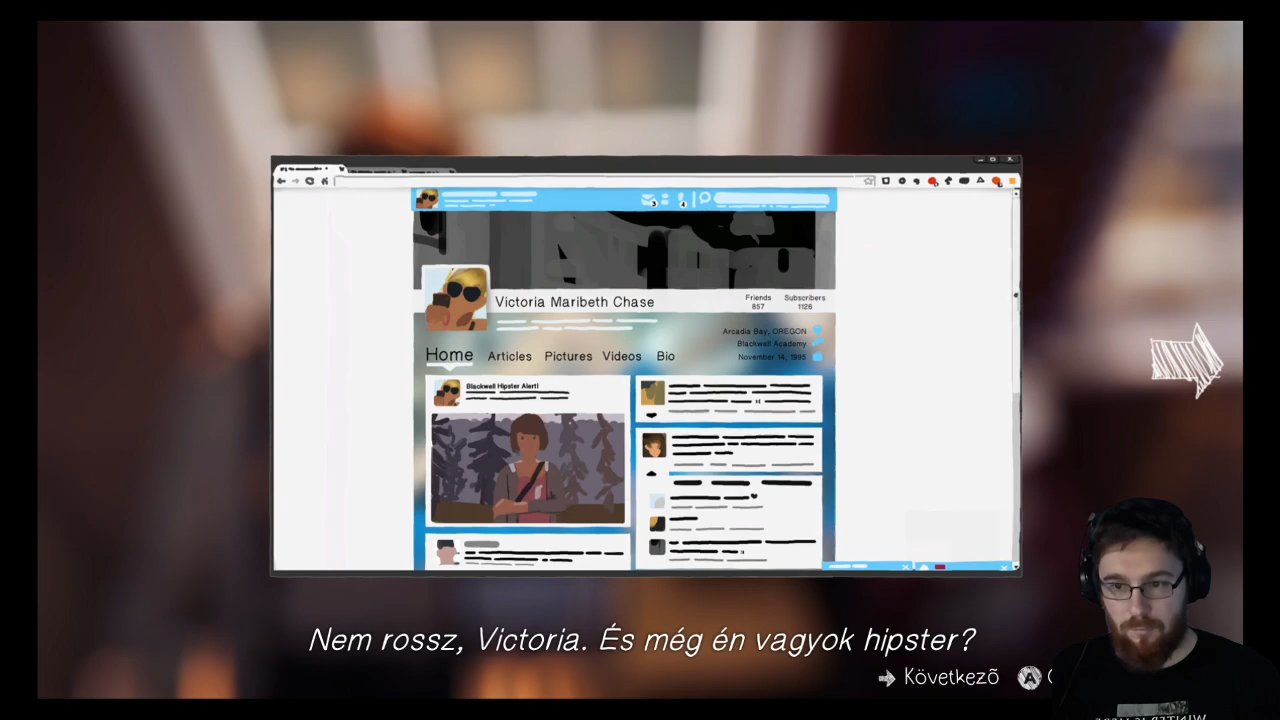 Victoria Maribeth Chase
Friends
857
Subscribers
1126
Arcadia Bay, OREGON
Blackwell Academy
November 14, 1995
Home Articles Pictures Videos Bio
Blackwell Hipster Alert!
Nem rossz, Victoria. És még én vagyok hipster?
Következõ A